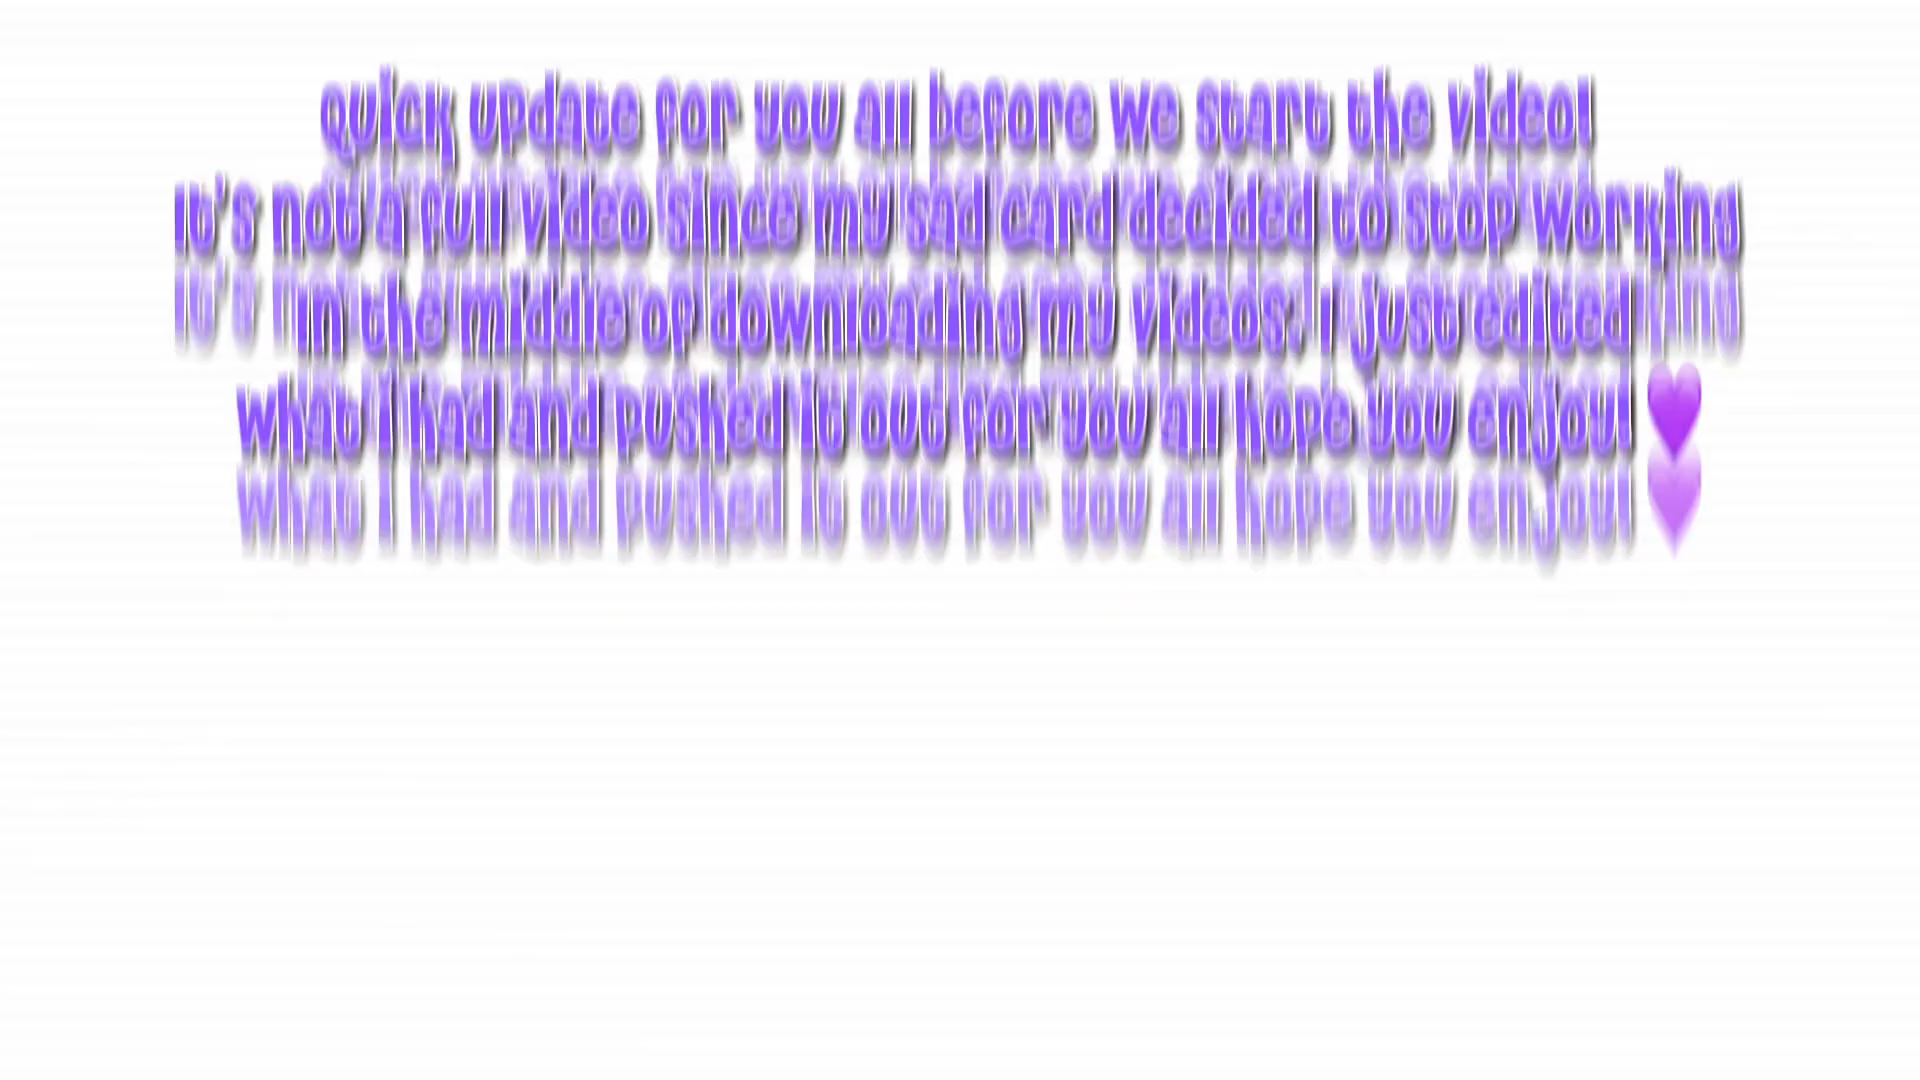 quick update for you all before we start the video!
It's not a full video since my sad card decided to stop working
in the middle of downloading my videos. I just edited
what I had and pushed it out for you all hope you enjoy! 💜